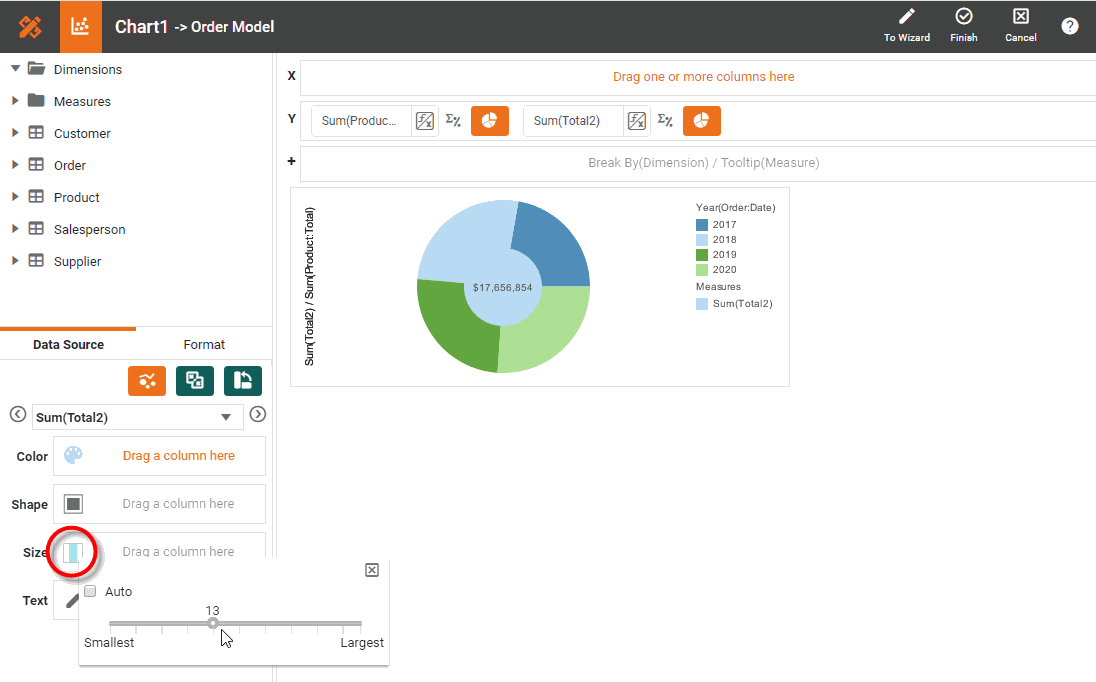 Chart1 -> Order Model
To Wizard
Finish
Cancel
?
Dimensions
Measures
Customer
Order
Product
Salesperson
Supplier
Data Source
Format
Sum(Total2)
Color
Drag a column here
Shape
Drag a column here
Size
Drag a column here
Text
Auto
13
Smallest
Largest
X
Drag one or more columns here
Y
Sum(Produc...
Sum(Total2)
+
Break By(Dimension) / Tooltip(Measure)
Sum(Total2) / Sum(Product:Total)
$17,656,854
Year(Order:Date)
2017
2018
2019
2020
Measures
Sum(Total2)